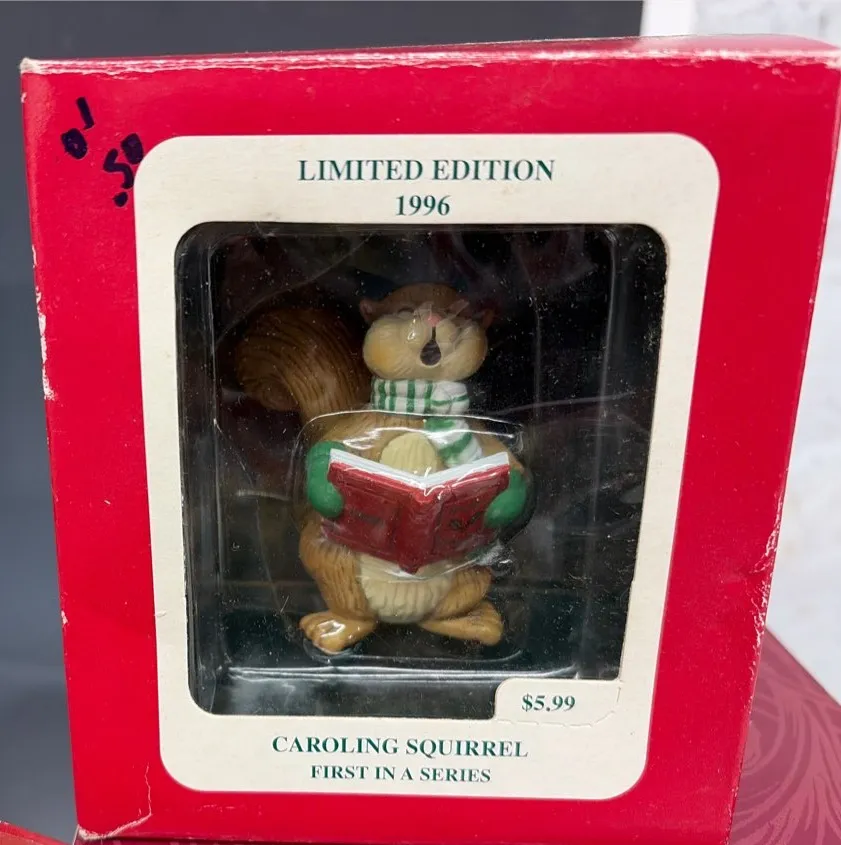 LIMITED EDITION
1996
$5.99
CAROLING SQUIRREL
FIRST IN A SERIES